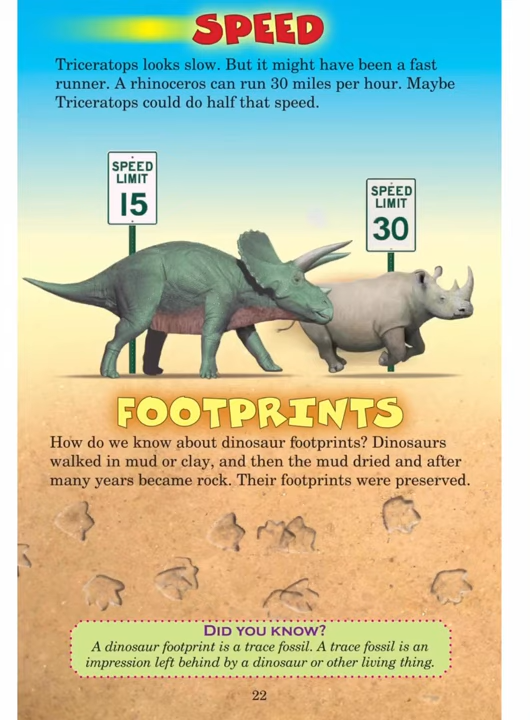 SPEED
Triceratops looks slow. But it might have been a fast
runner. A rhinoceros can run 30 miles per hour. Maybe
Triceratops could do half that speed.
SPEED
LIMIT
15
SPEED
LIMIT
30
FOOTPRINTS
How do we know about dinosaur footprints? Dinosaurs
walked in mud or clay, and then the mud dried and after
many years became rock. Their footprints were preserved.
DID YOU KNOW?
A dinosaur footprint is a trace fossil. A trace fossil is an
impression left behind by a dinosaur or other living thing.
22